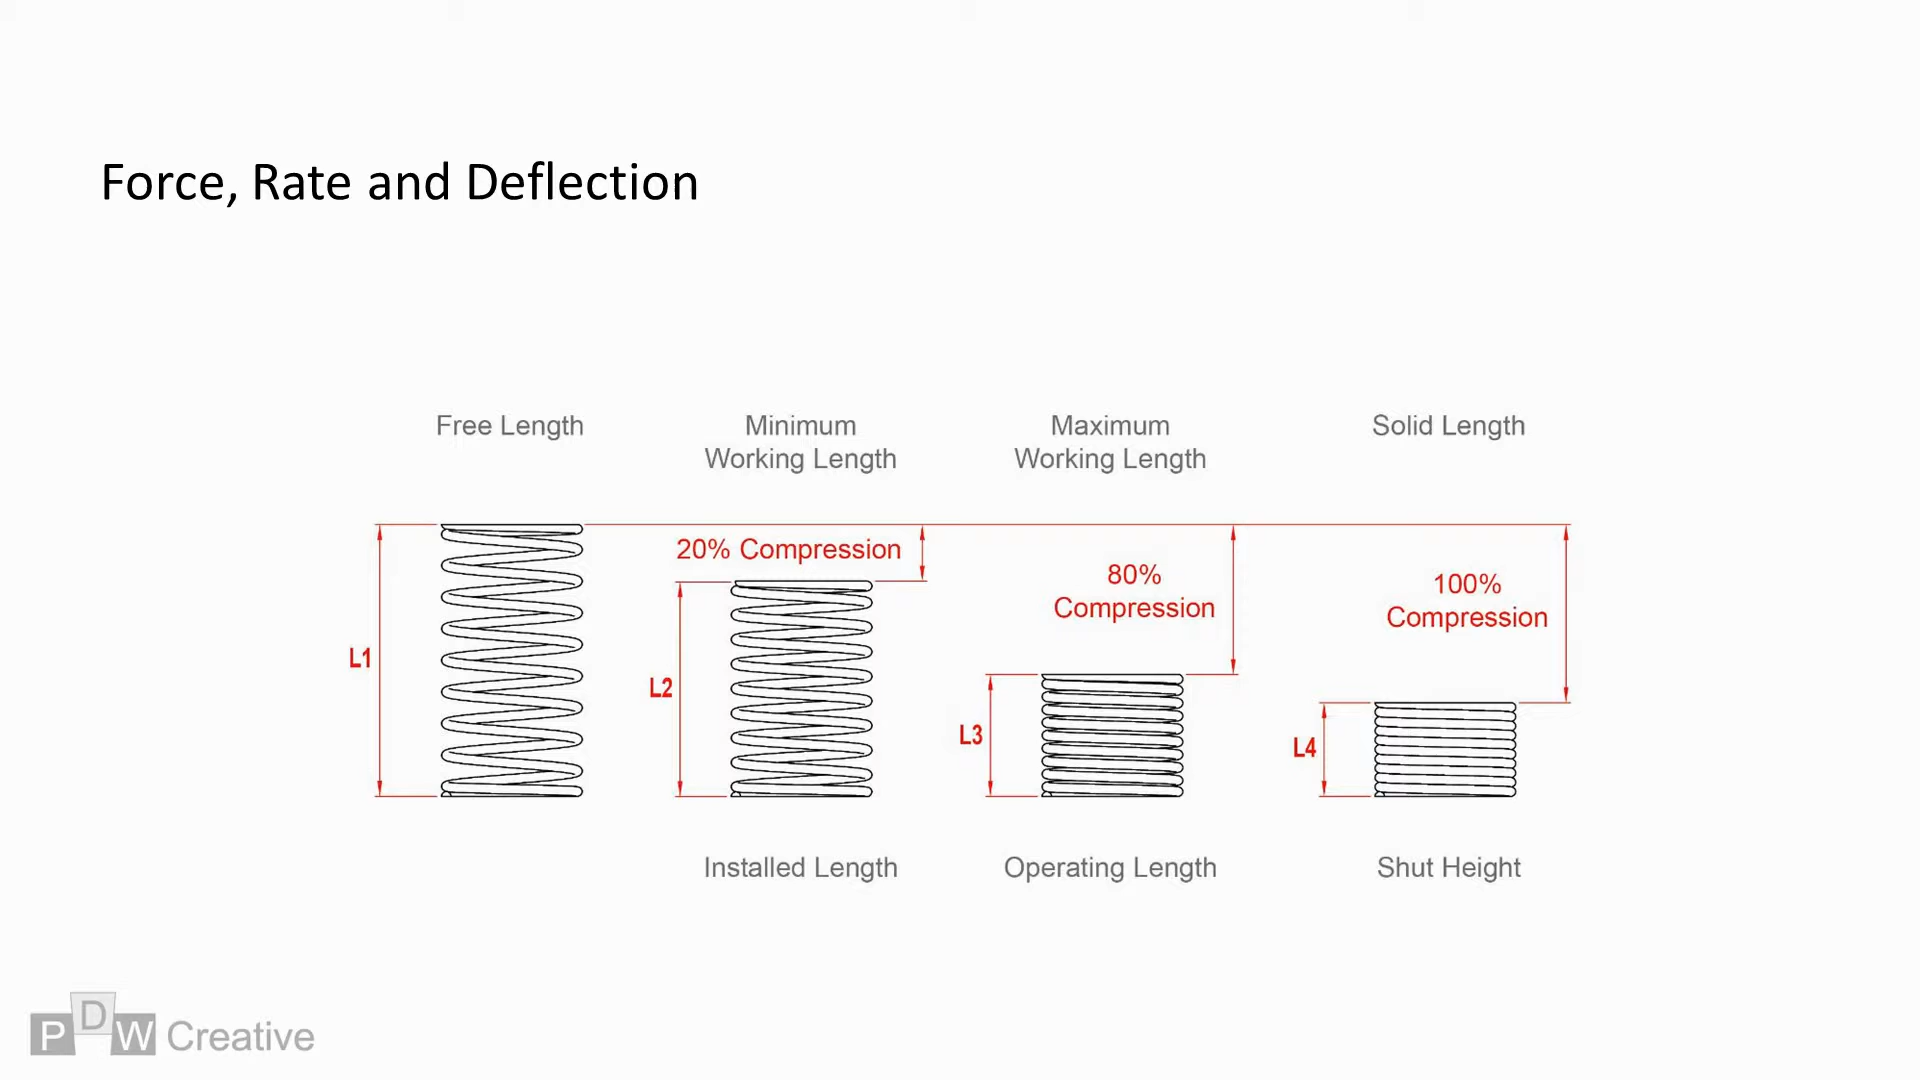 Force, Rate and Deflection
Free Length
Minimum
Working Length
Maximum
Working Length
Solid Length
20% Compression
80%
Compression
100%
Compression
L1
L2
L3
L4
Installed Length
Operating Length
Shut Height
PDW Creative